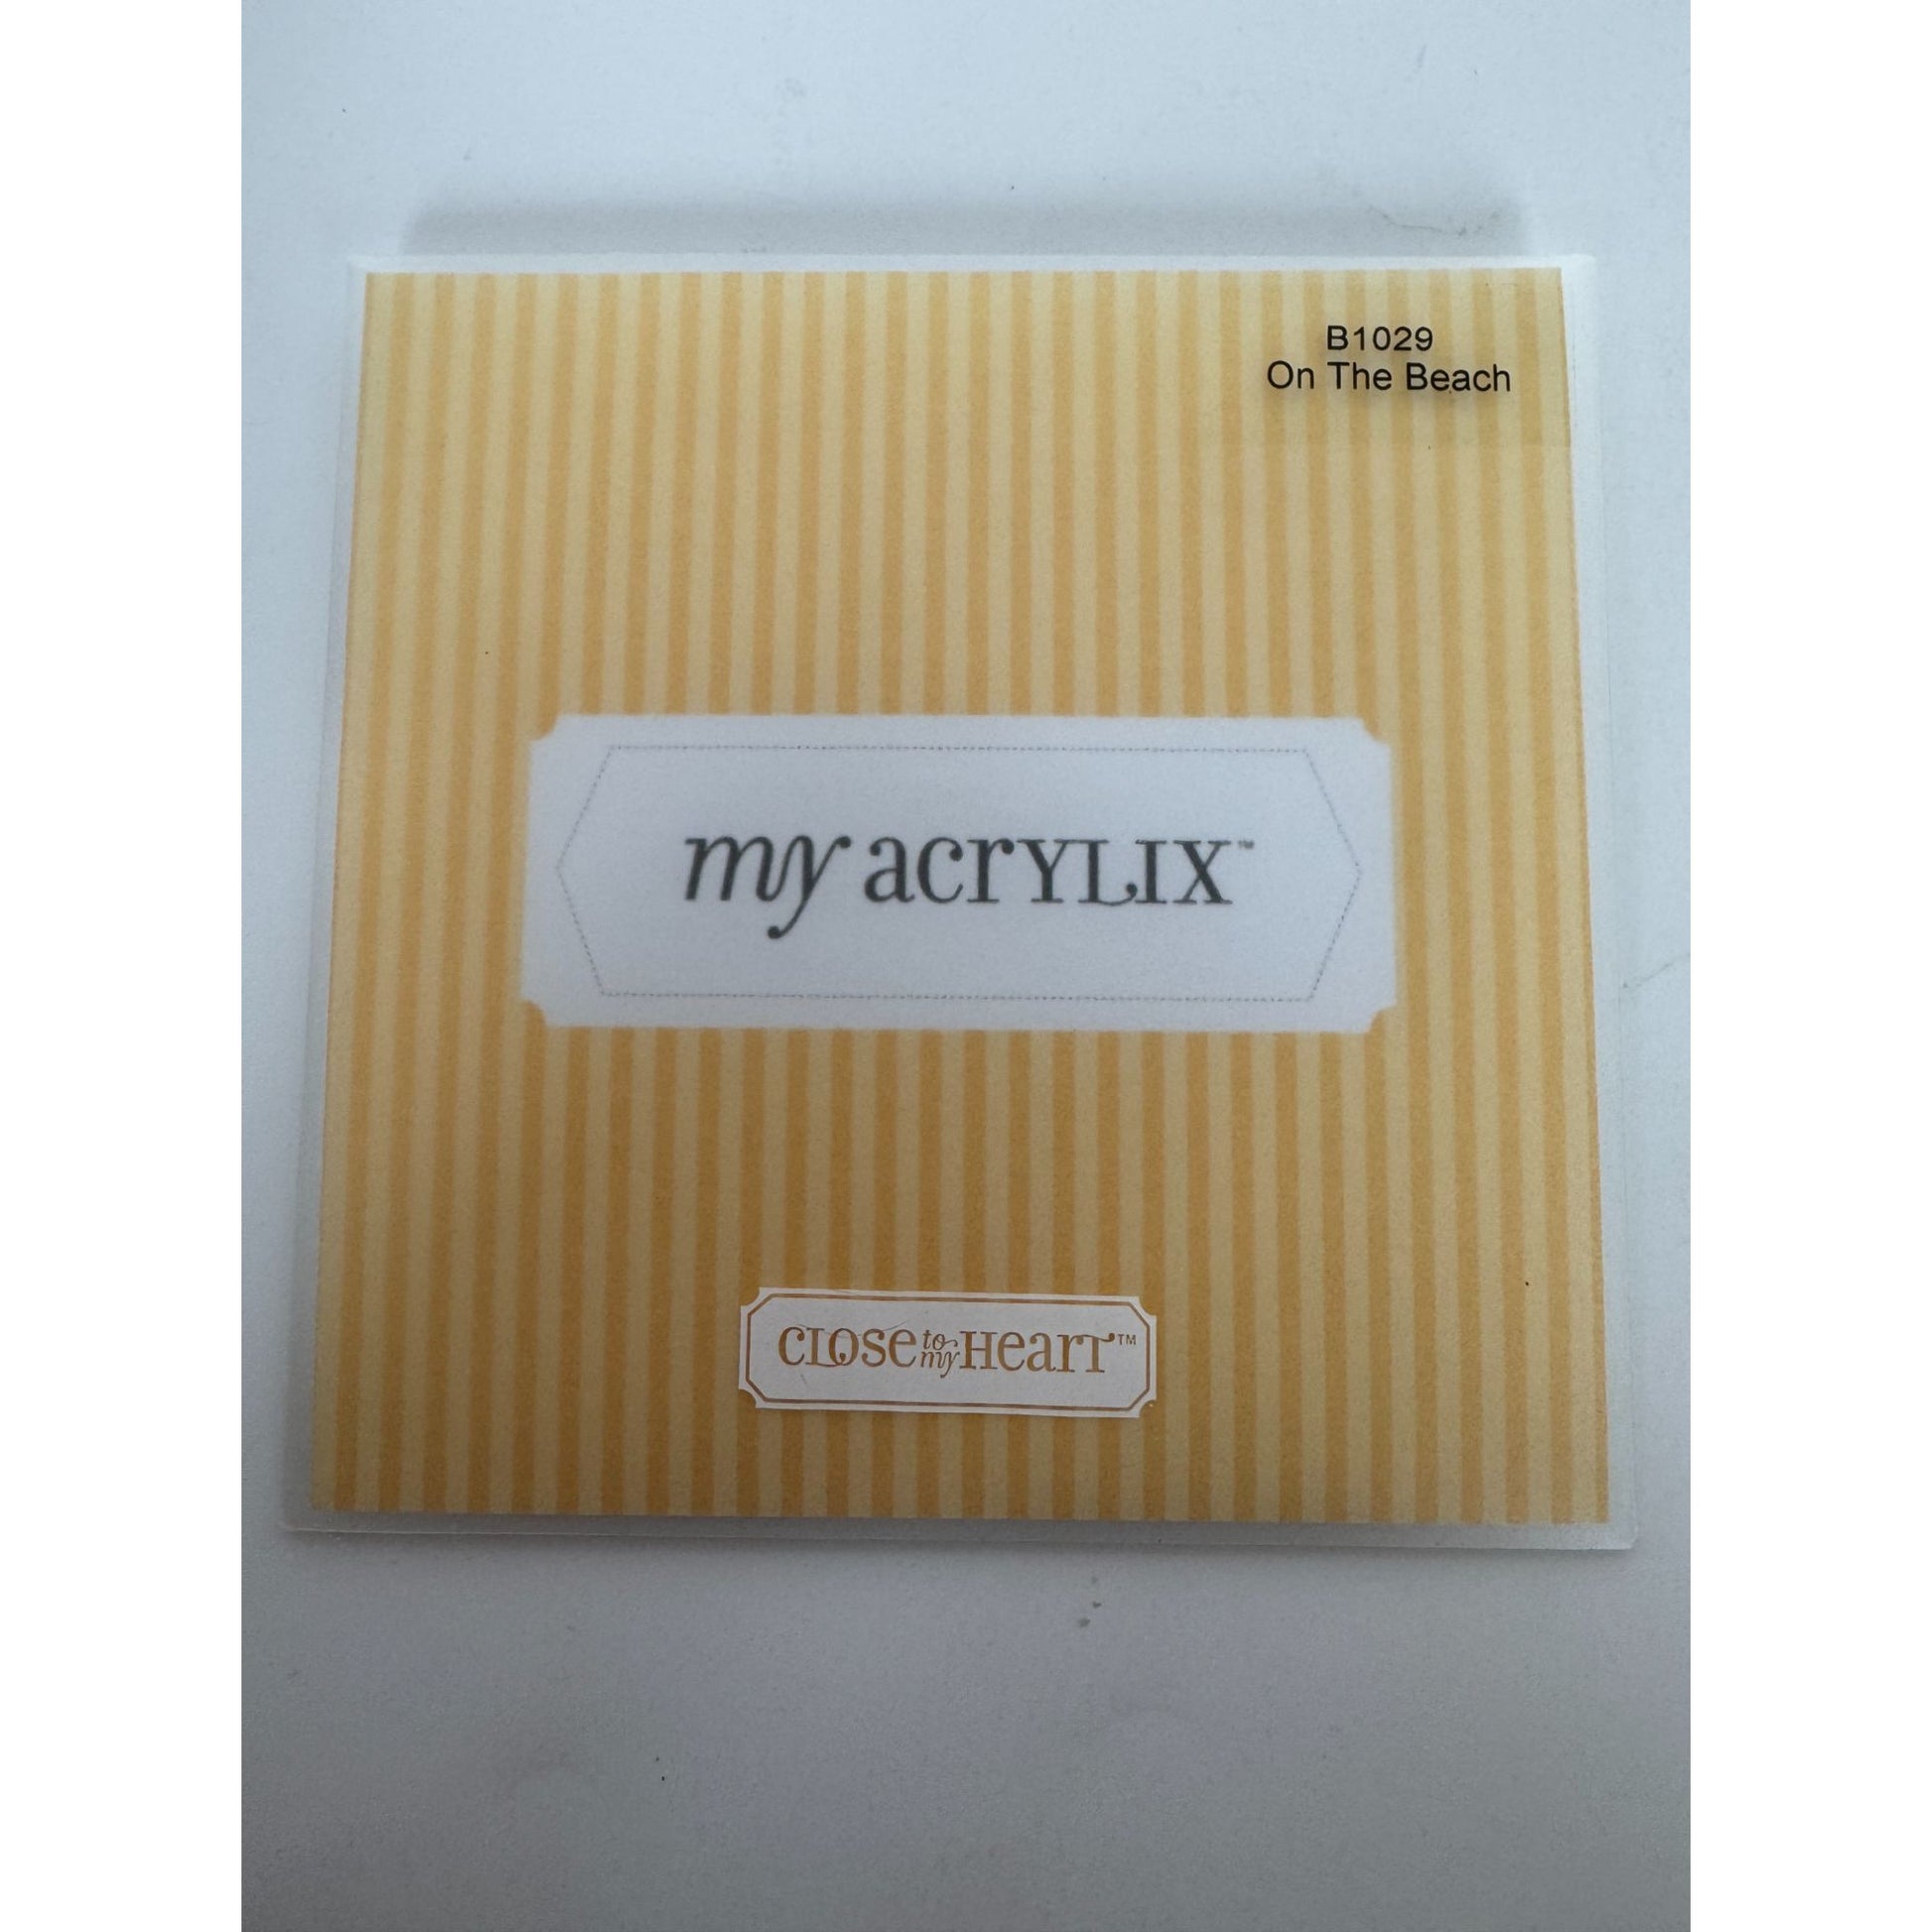 B1029
On The Beach
my acrylix™
close to my Heart™